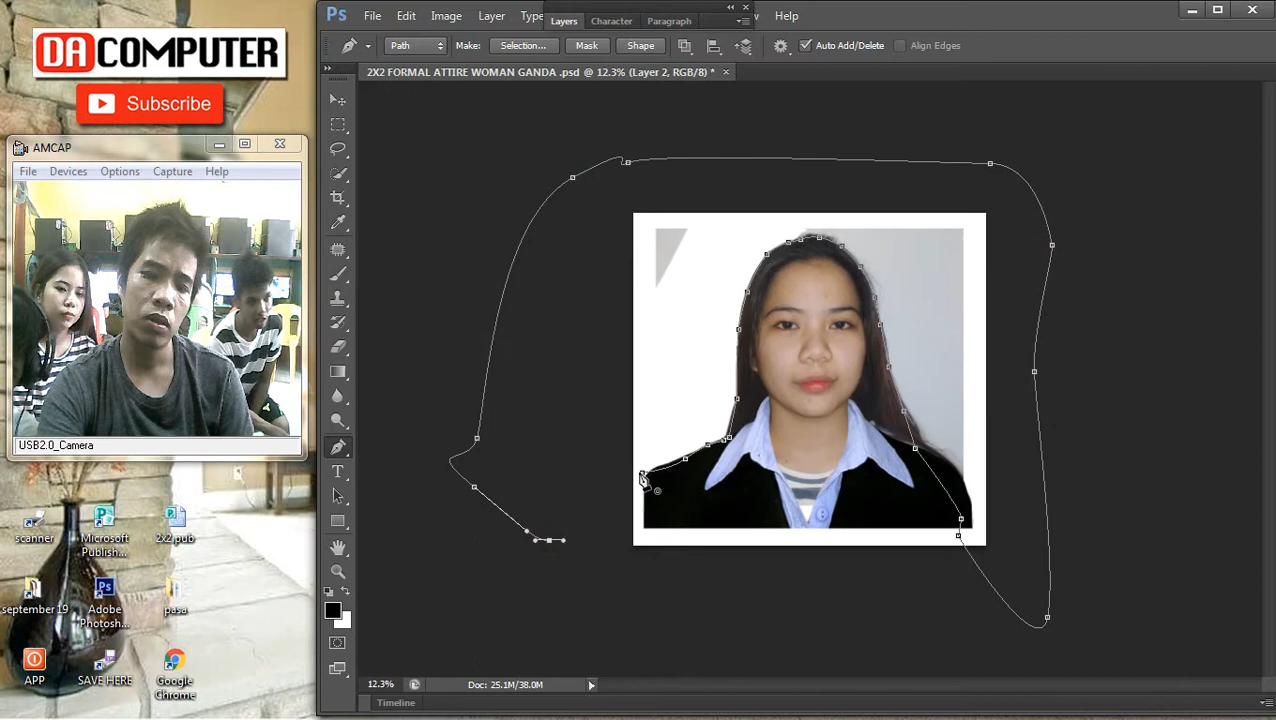 DA COMPUTER
Subscribe
AMCAP
File Devices Options Capture Help
USB2.0_Camera
scanner
Microsoft Publish...
2x2.pub
september 19
Adobe Photosh...
pasa
APP
SAVE HERE
Google Chrome
Ps File Edit Image Layer Type
Layers Character Paragraph
Help
Path Make: Selection... Mask Shape
Auto Add/Delete
Align Edges
2X2 FORMAL ATTIRE WOMAN GANDA .psd @ 12.3% (Layer 2, RGB/8) *
12.3% Doc: 25.1M/38.0M
Timeline